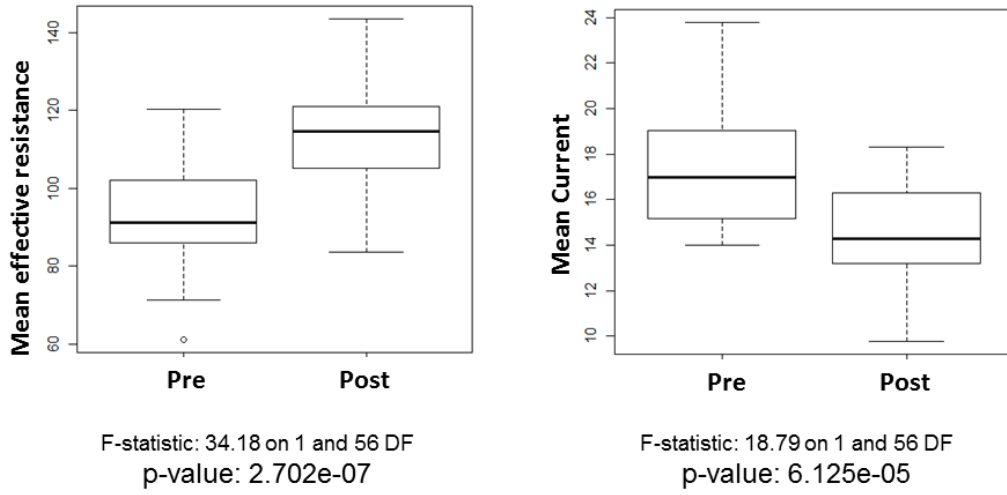 Mean effective resistance
140
120
100
80
60
Pre
Post
F-statistic: 34.18 on 1 and 56 DF
p-value: 2.702e-07
Mean Current
24
22
20
18
16
14
12
10
Pre
Post
F-statistic: 18.79 on 1 and 56 DF
p-value: 6.125e-05